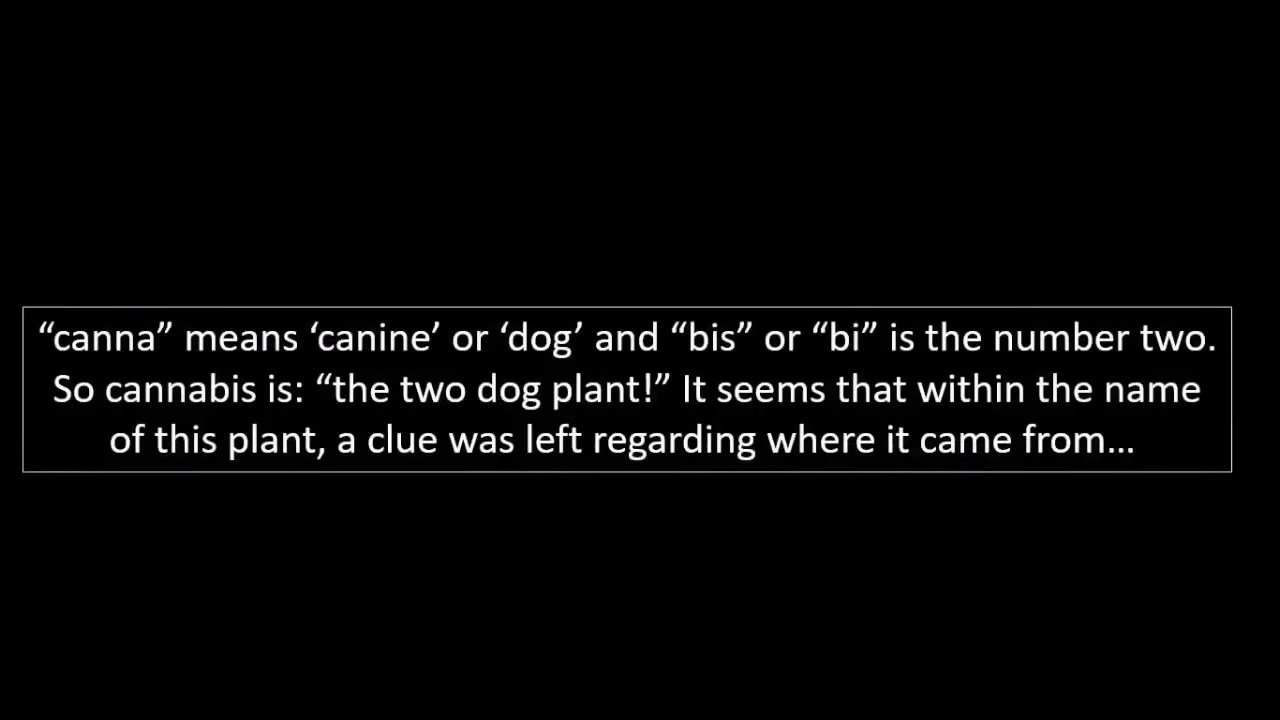 “canna” means ‘canine’ or ‘dog’ and “bis” or “bi” is the number two.
So cannabis is: “the two dog plant!” It seems that within the name
of this plant, a clue was left regarding where it came from…